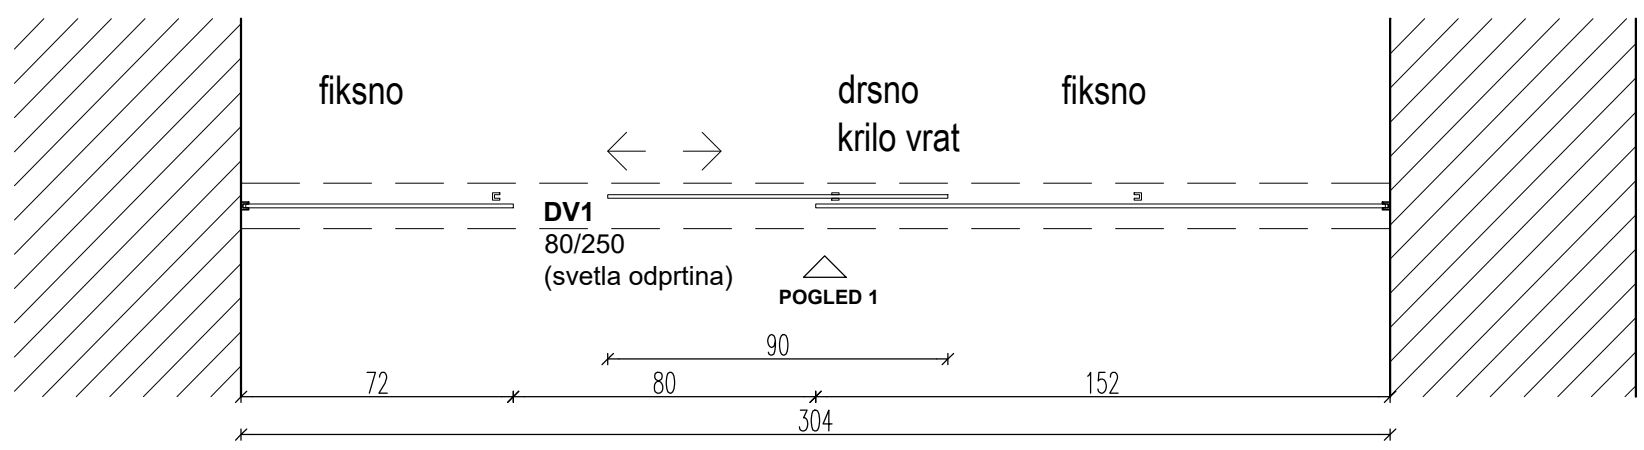 fiksno
drsno
krilo vrat
fiksno
DV1
80/250
(svetla odprtina)
POGLED 1
90
72
80
152
304